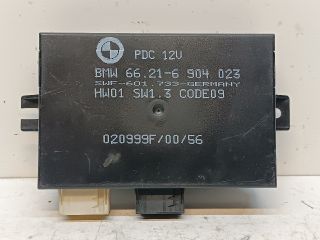 PDC 12V
BMW 66.21-6 904 023
SWF-601.733-GERMANY
HW01 SW1.3 CODE09
020999F/00/56